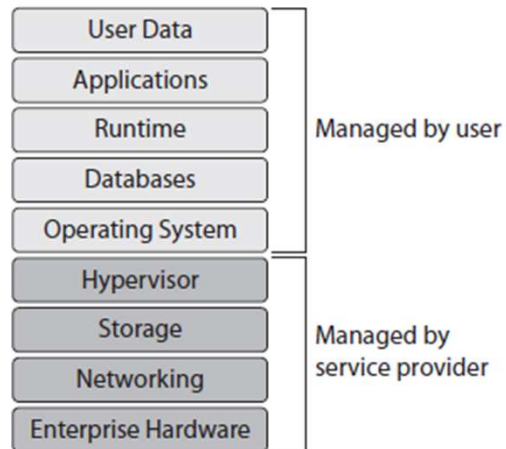 User Data
Applications
Runtime
Managed by user
Databases
Operating System
Hypervisor
Storage
Managed by
service provider
Networking
Enterprise Hardware